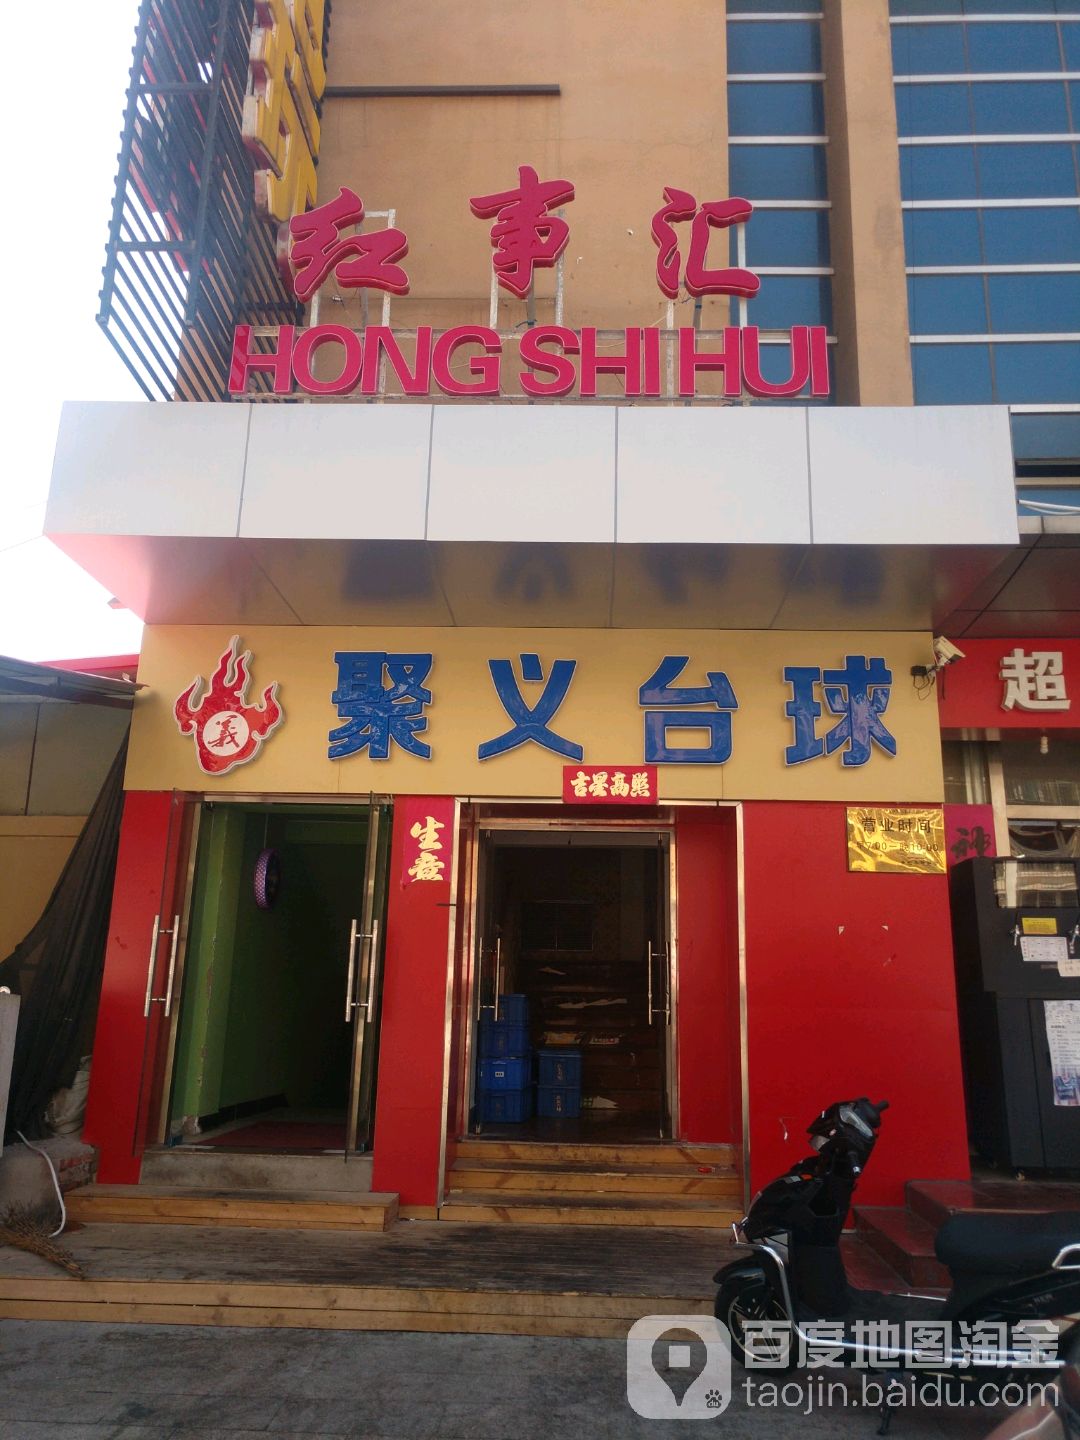 红事汇
HONG SHI HUI
義
聚义台球
超
吉星高照
生意
营业时间
神
百度地图淘金
taojin.baidu.com